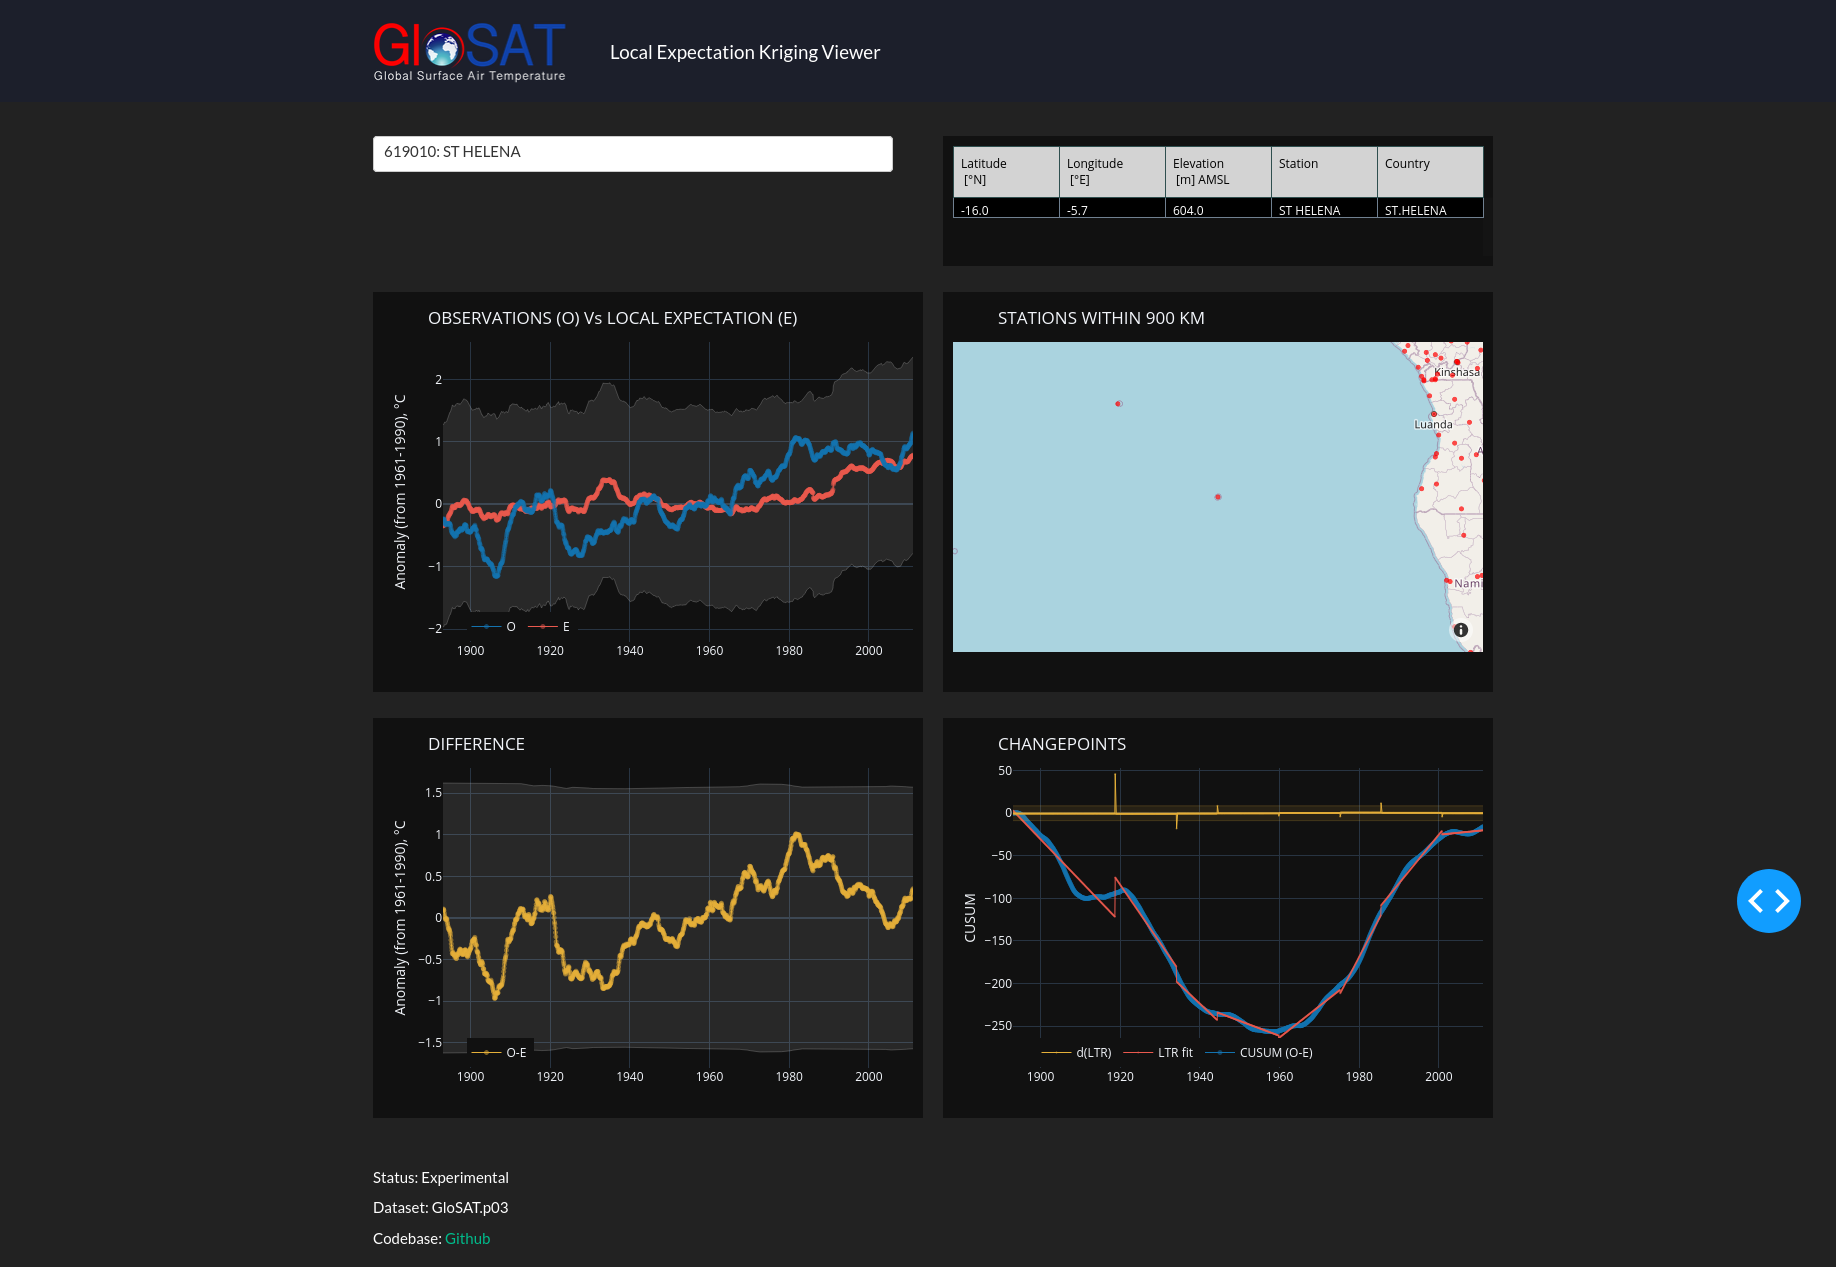 GloSAT
Global Surface Air Temperature
Local Expectation Kriging Viewer
619010: ST HELENA
Latitude [°N] Longitude [°E] Elevation [m] AMSL Station Country
-16.0 -5.7 604.0 ST HELENA ST.HELENA
OBSERVATIONS (O) Vs LOCAL EXPECTATION (E)
Anomaly (from 1961-1990), °C
2
1
0
−1
−2
O E
1900 1920 1940 1960 1980 2000
STATIONS WITHIN 900 KM
Kinshasa
Luanda
A
Nami
DIFFERENCE
Anomaly (from 1961-1990), °C
1.5
1
0.5
0
−0.5
−1
−1.5
O-E
1900 1920 1940 1960 1980 2000
CHANGEPOINTS
CUSUM
50
0
−50
−100
−150
−200
−250
d(LTR) LTR fit CUSUM (O-E)
1900 1920 1940 1960 1980 2000
Status: Experimental
Dataset: GloSAT.p03
Codebase: Github